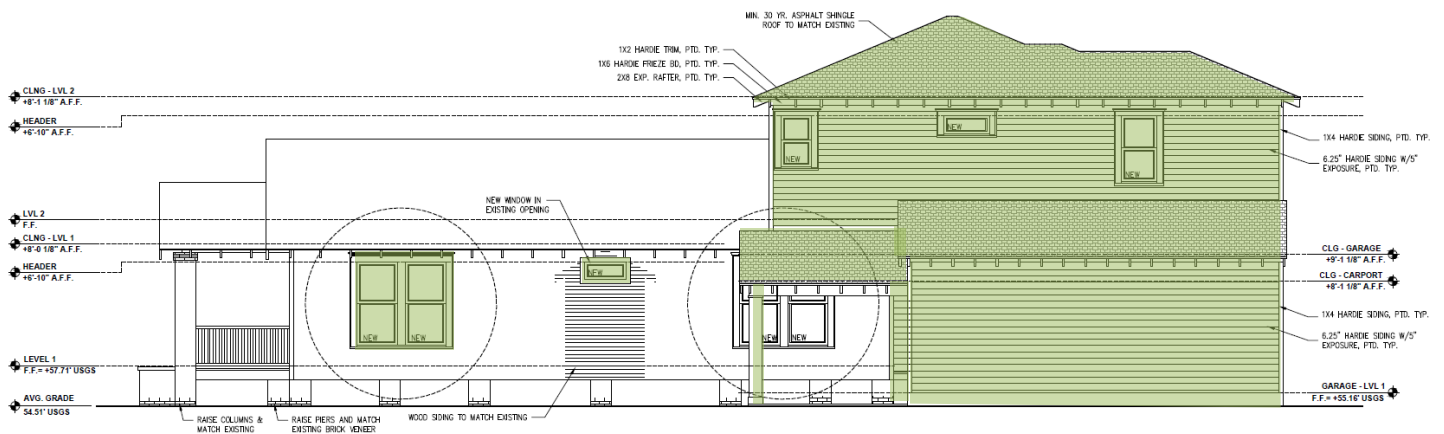 MIN. 30 YR. ASPHALT SHINGLE
ROOF TO MATCH EXISTING
1X2 HARDIE TRIM, PTD. TYP.
1X6 HARDIE FRIEZE BD, PTD. TYP.
2X8 EXP. RAFTER, PTD. TYP.
CLNG - LVL 2
+8'-1 1/8" A.F.F.
HEADER
+6'-10" A.F.F.
NEW
NEW
NEW
1X4 HARDIE SIDING, PTD. TYP.
6.25" HARDIE SIDING W/5"
EXPOSURE, PTD. TYP.
NEW WINDOW IN
EXISTING OPENING
LVL 2
F.F.
CLNG - LVL 1
+8'-0 1/8" A.F.F.
HEADER
+6'-10" A.F.F.
NEW
CLG - GARAGE
+9'-1 1/8" A.F.F.
CLG - CARPORT
+8'-1 1/8" A.F.F.
NEW
NEW
NEW
NEW
1X4 HARDIE SIDING, PTD. TYP.
6.25" HARDIE SIDING W/5"
EXPOSURE, PTD. TYP.
LEVEL 1
F.F.= +57.71' USGS
AVG. GRADE
54.51' USGS
GARAGE - LVL 1
F.F.= +55.16' USGS
RAISE COLUMNS &
MATCH EXISTING
RAISE PIERS AND MATCH
EXISTING BRICK VENEER
WOOD SIDING TO MATCH EXISTING